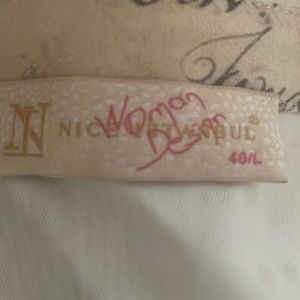 N NICE ISTANBUL®
Woman
Design
40/L